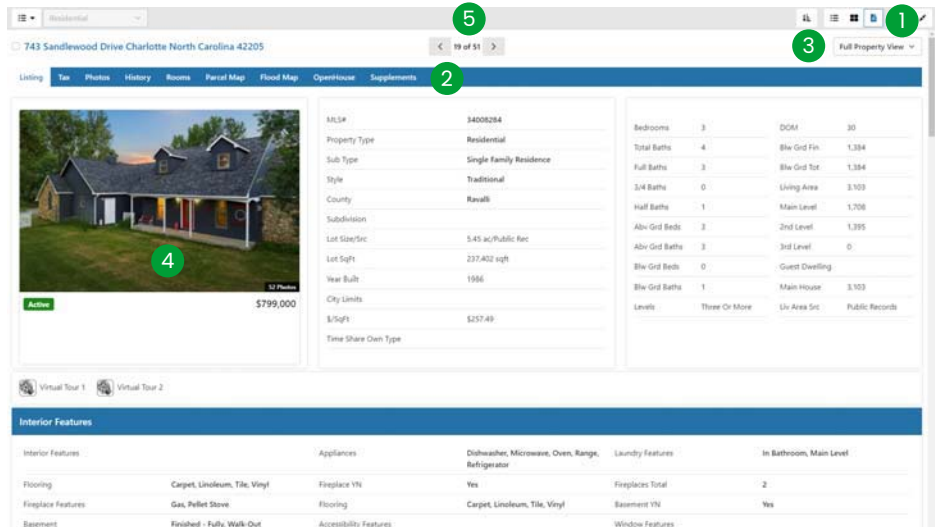 5
Residential
1
743 Sandlewood Drive Charlotte North Carolina 42205
19 of 51
3
Full Property View
Listing Tax Photos History Rooms Parcel Map Flood Map OpenHouse Supplements
2
4
52 Photos
Active $799,000
MLS# 34008284
Property Type Residential
Sub Type Single Family Residence
Style Traditional
County Ravalli
Subdivision
Lot Size/Src 5.45 ac/Public Rec
Lot SqFt 237,402 sqft
Year Built 1986
City Limits
$/SqFt $257.49
Time Share Own Type
Bedrooms 3 DOM 30
Total Baths 4 Blw Grd Fin 1,384
Full Baths 3 Blw Grd Tot 1,384
3/4 Baths 0 Living Area 3,103
Half Baths 1 Main Level 1,708
Abv Grd Beds 3 2nd Level 1,395
Abv Grd Baths 3 3rd Level 0
Blw Grd Beds 0 Guest Dwelling
Blw Grd Baths 1 Main House 3,103
Levels Three Or More Liv Area Src Public Records
Virtual Tour 1 Virtual Tour 2
Interior Features
Interior Features Appliances Dishwasher, Microwave, Oven, Range, Laundry Features In Bathroom, Main Level
Refrigerator
Flooring Carpet, Linoleum, Tile, Vinyl Fireplace YN Yes Fireplaces Total 2
Fireplace Features Gas, Pellet Stove Flooring Carpet, Linoleum, Tile, Vinyl Basement YN Yes
Basement Finished - Fully, Walk-Out Accessibility Features Window Features